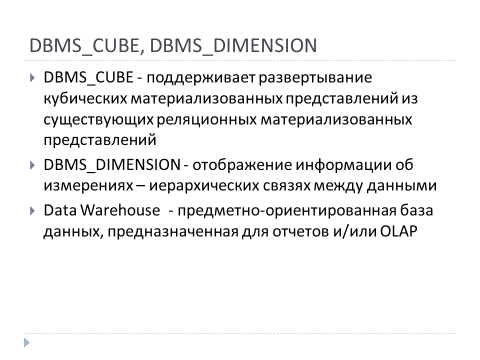 DBMS_CUBE, DBMS_DIMENSION
DBMS_CUBE - поддерживает развертывание
кубических материализованных представлений из
существующих реляционных материализованных
представлений
DBMS_DIMENSION - отображение информации об
измерениях – иерархических связях между данными
Data Warehouse - предметно-ориентированная база
данных, предназначенная для отчетов и/или OLAP